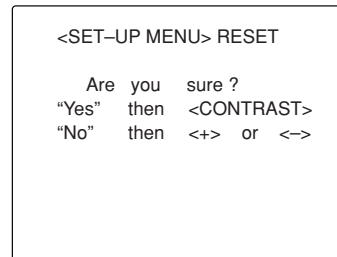 <SET–UP MENU> RESET
Are you sure ?
“Yes” then <CONTRAST>
“No” then <+> or <–>